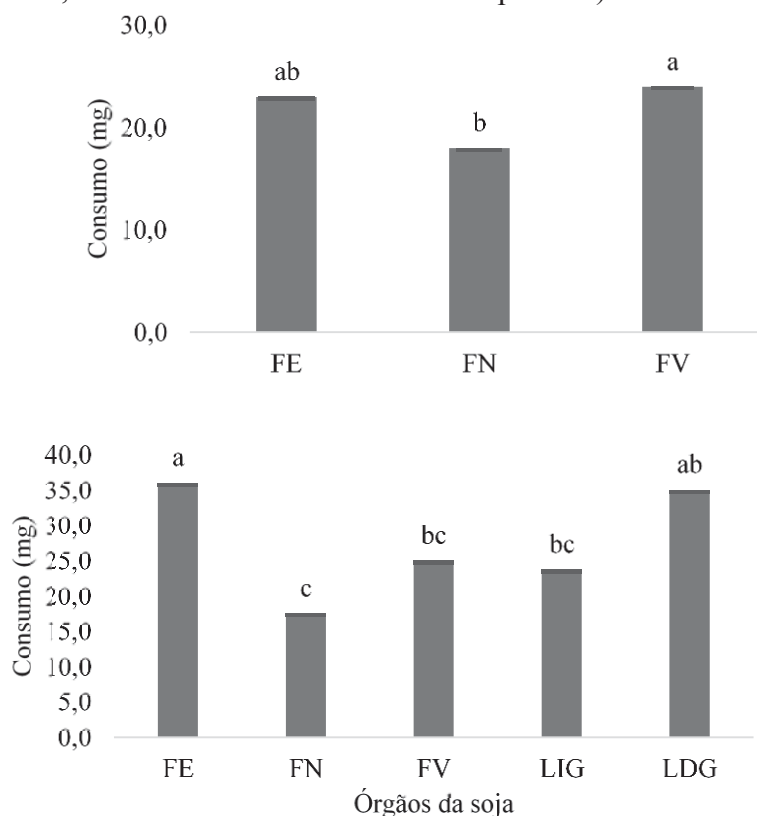 30,0
ab
a
20,0
b
10,0
0,0
Consumo (mg)
FE FN FV
40,0
a
ab
35,0
30,0
bc
bc
25,0
c
20,0
15,0
10,0
5,0
0,0
Consumo (mg)
FE FN FV LIG LDG
Órgãos da soja